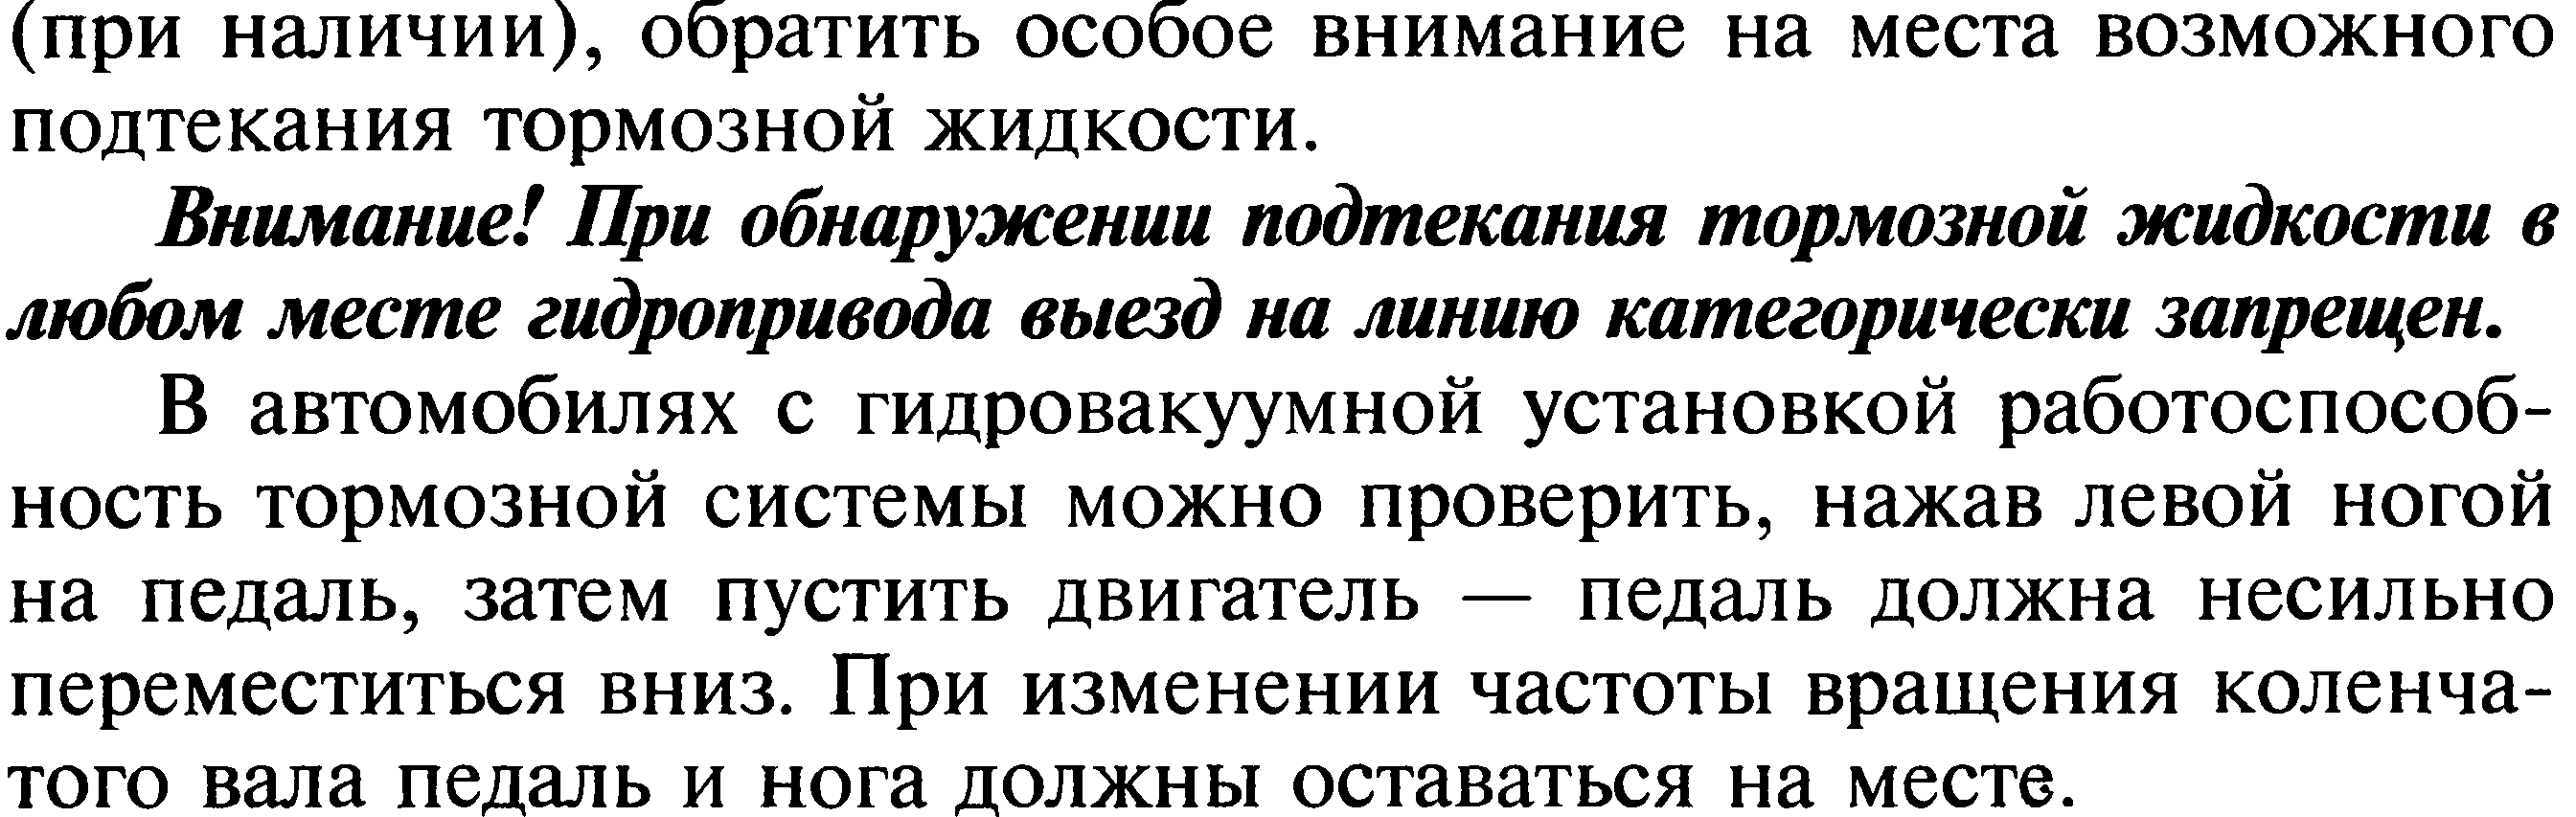 (при наличии), обратить особое внимание на места возможного
подтекания тормозной жидкости.
Внимание! При обнаружении подтекания тормозной жидкости в
любом месте гидропривода выезд на линию категорически запрещен.
В автомобилях с гидровакуумной установкой работоспособ-
ность тормозной системы можно проверить, нажав левой ногой
на педаль, затем пустить двигатель — педаль должна несильно
переместиться вниз. При изменении частоты вращения коленча-
того вала педаль и нога должны оставаться на месте.